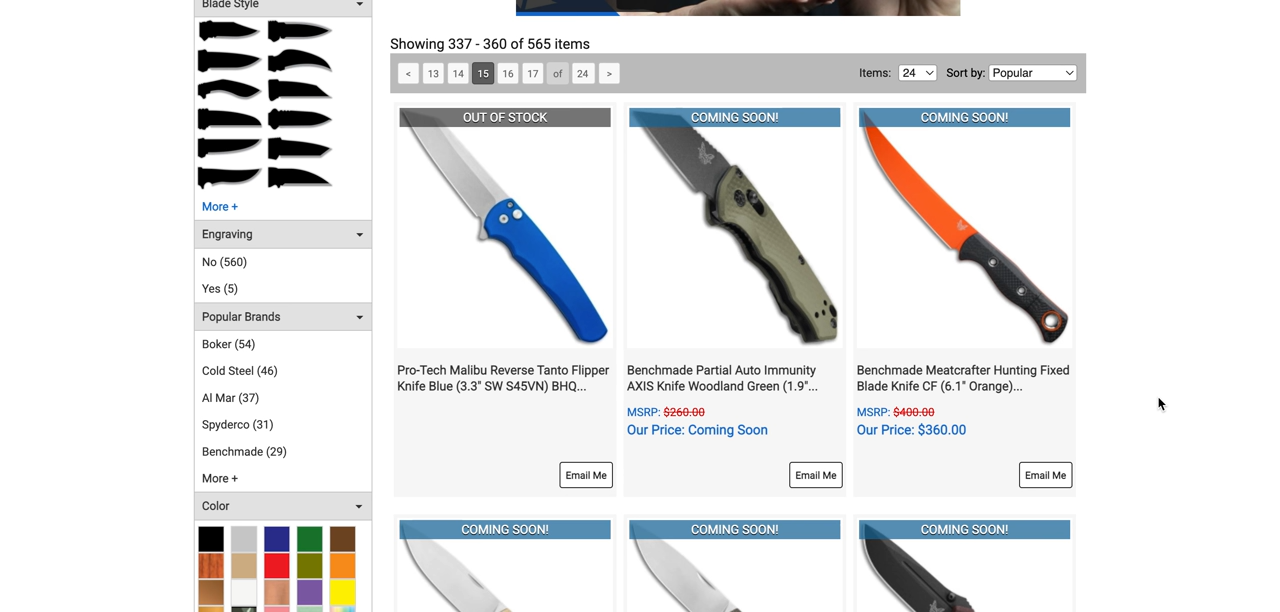 Blade Style
More +
Engraving
No (560)
Yes (5)
Popular Brands
Boker (54)
Cold Steel (46)
Al Mar (37)
Spyderco (31)
Benchmade (29)
More +
Color
Showing 337 - 360 of 565 items
< 13 14 15 16 17 of 24 >
Items: 24 Sort by: Popular
OUT OF STOCK
Pro-Tech Malibu Reverse Tanto Flipper
Knife Blue (3.3" SW S45VN) BHQ...
Email Me
COMING SOON!
Benchmade Partial Auto Immunity
AXIS Knife Woodland Green (1.9"...
MSRP: $260.00
Our Price: Coming Soon
Email Me
COMING SOON!
Benchmade Meatcrafter Hunting Fixed
Blade Knife CF (6.1" Orange)...
MSRP: $400.00
Our Price: $360.00
Email Me
COMING SOON!
COMING SOON!
COMING SOON!